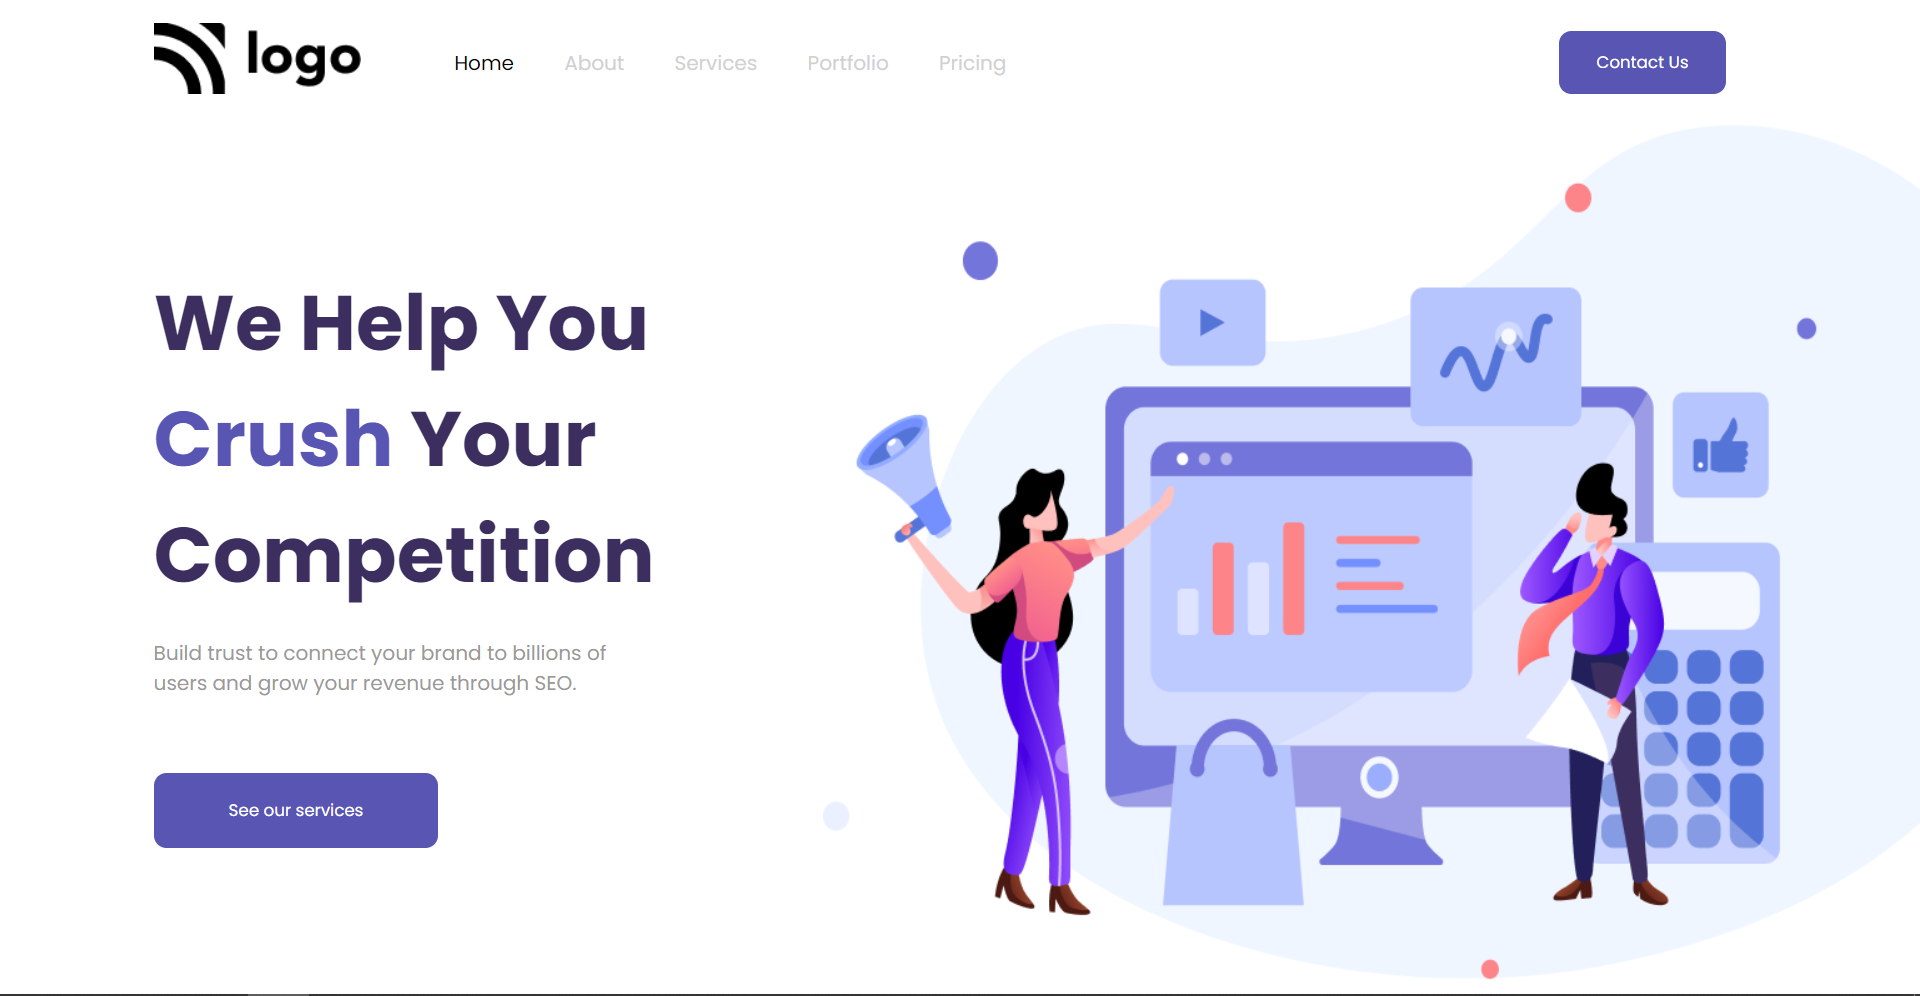 logo
Home About Services Portfolio Pricing
Contact Us
We Help You
Crush Your
Competition
Build trust to connect your brand to billions of
users and grow your revenue through SEO.
See our services